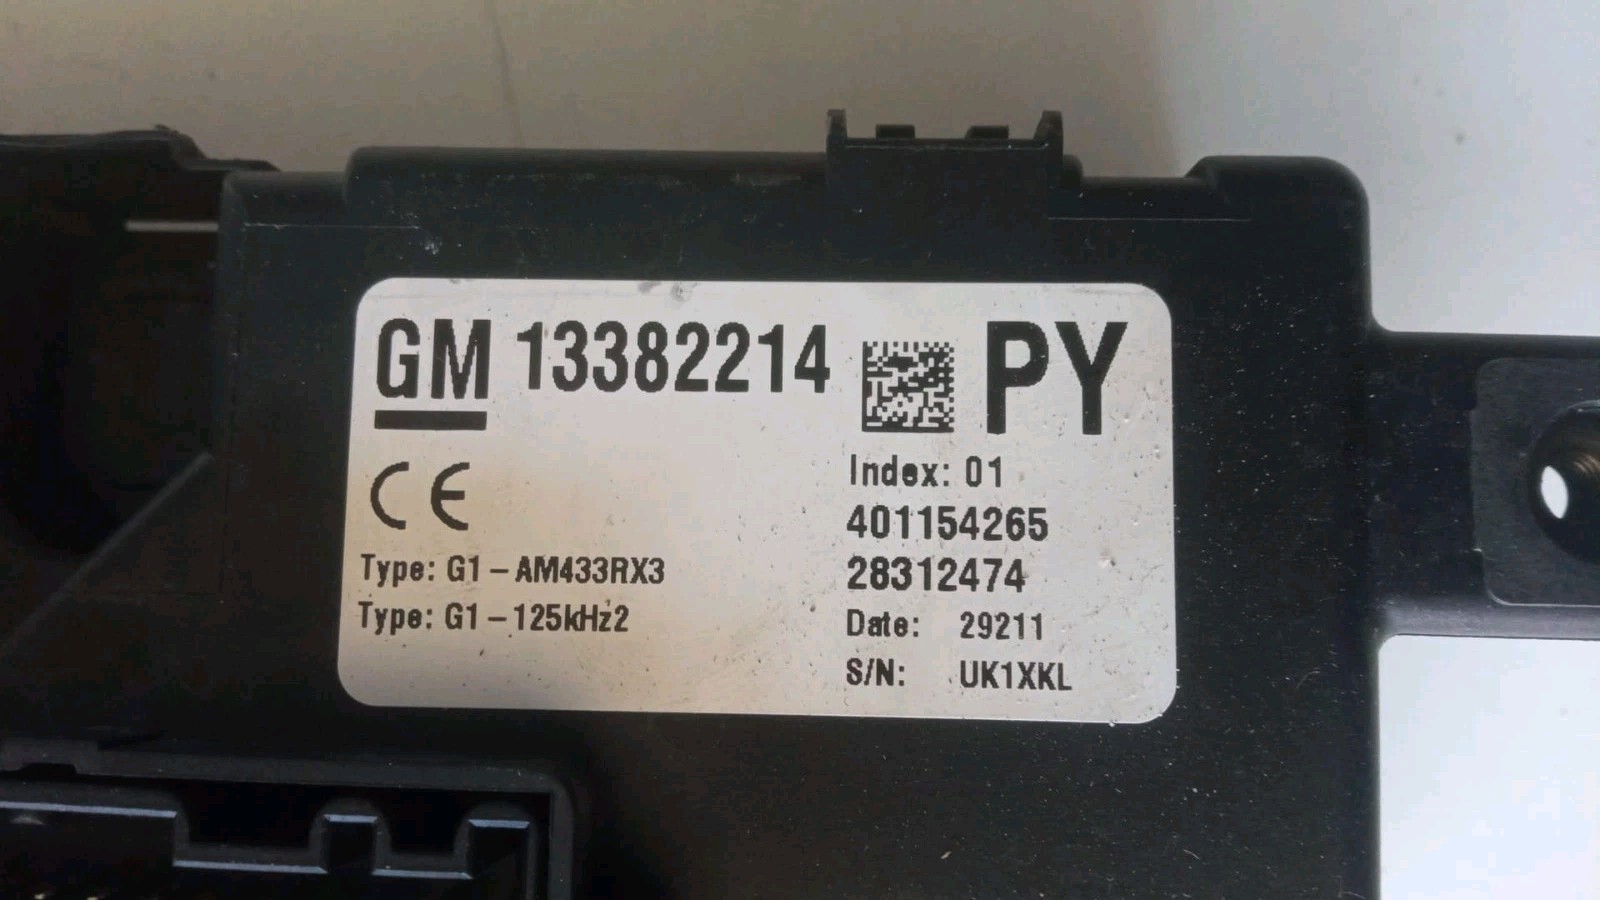 GM 13382214 PY
CE
Index: 01
401154265
Type: G1-AM433RX3
28312474
Type: G1-125kHz2
Date: 29211
S/N: UK1XKL